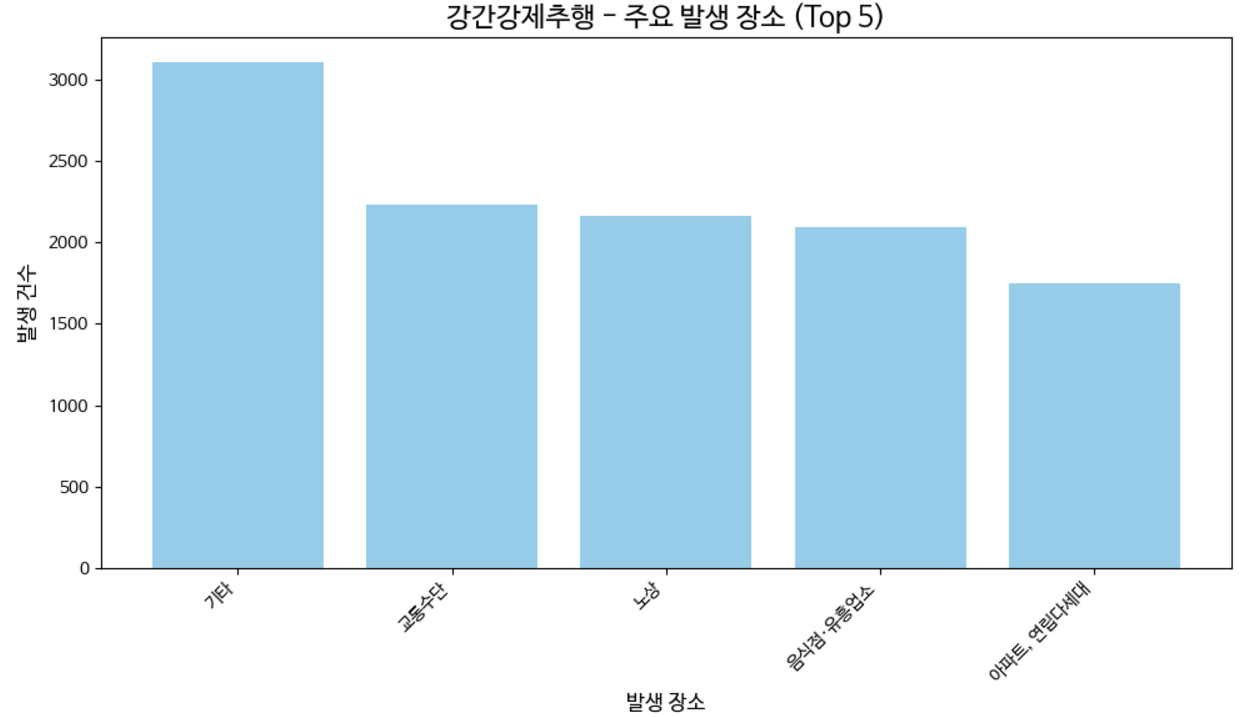 강간강제추행 - 주요 발생 장소 (Top 5)
발생 건수
3000
2500
2000
1500
1000
500
0
기타
교통수단
노상
음식점·유흥업소
아파트, 연립다세대
발생 장소